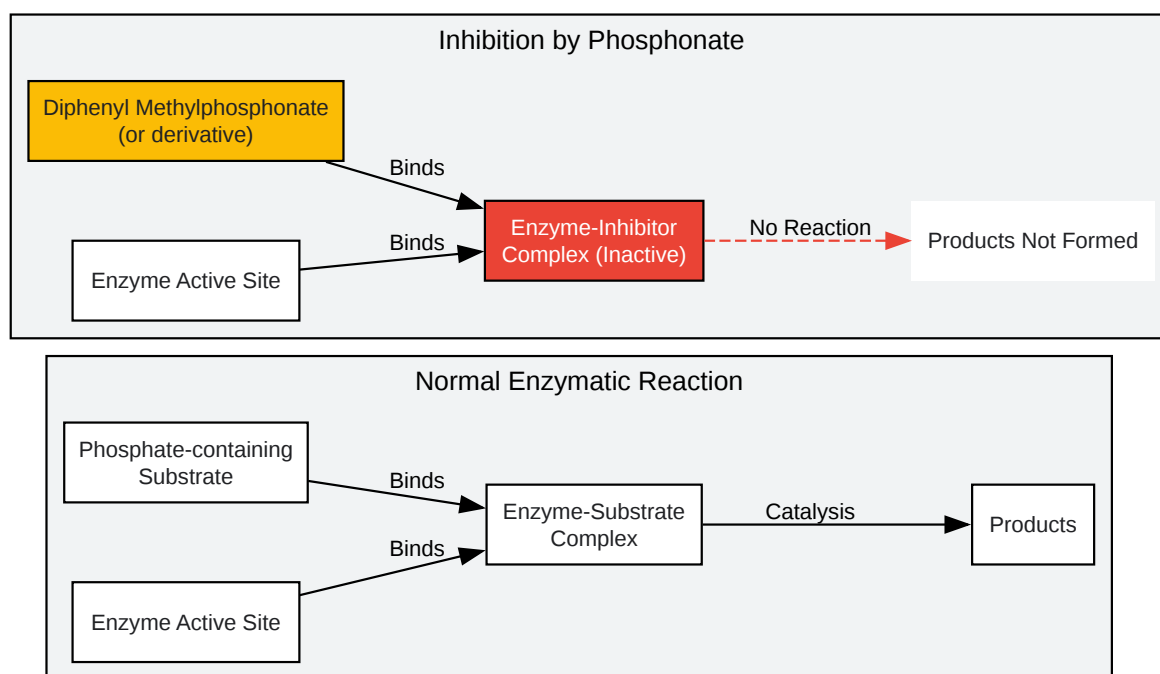 Inhibition by Phosphonate
Diphenyl Methylphosphonate
(or derivative)
Binds
Enzyme Active Site
Binds
Enzyme-Inhibitor
Complex (Inactive)
No Reaction
Products Not Formed
Normal Enzymatic Reaction
Phosphate-containing
Substrate
Binds
Enzyme Active Site
Binds
Enzyme-Substrate
Complex
Catalysis
Products